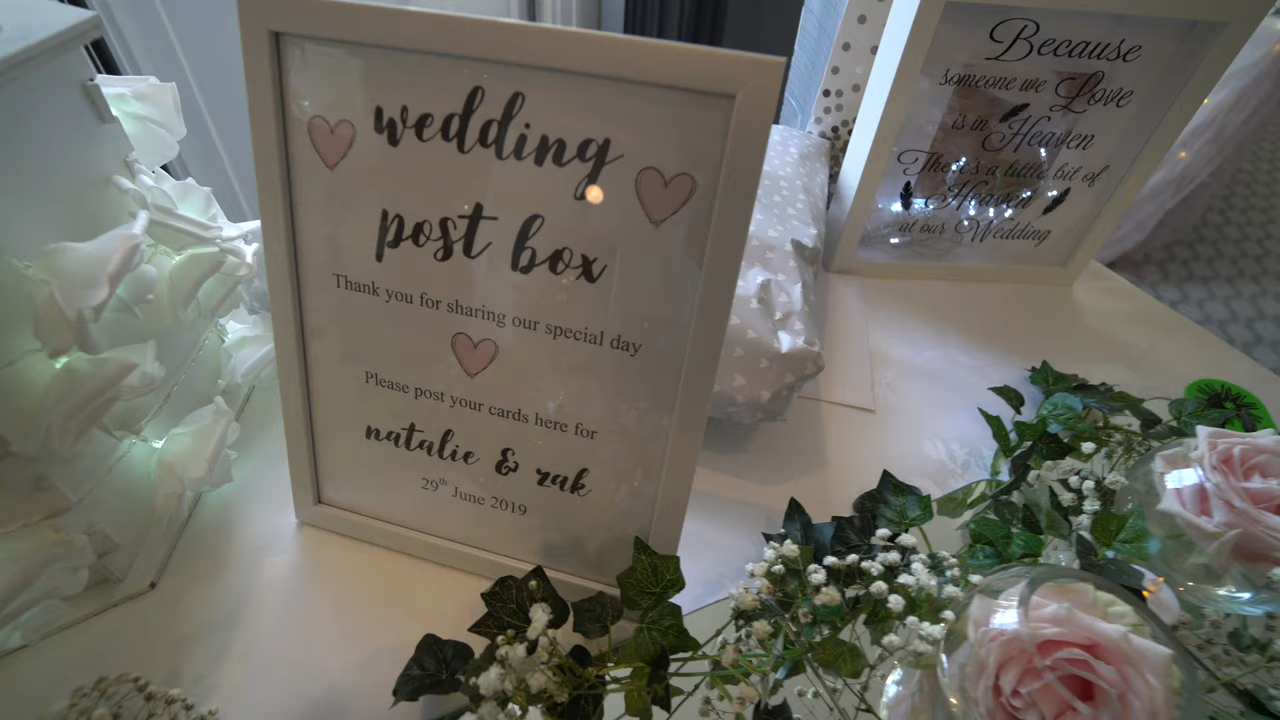 wedding
post box
Thank you for sharing our special day
Please post your cards here for
natalie & zak
29th June 2019
Because
someone we Love
is in Heaven
There's a little bit of
Heaven
at our Wedding